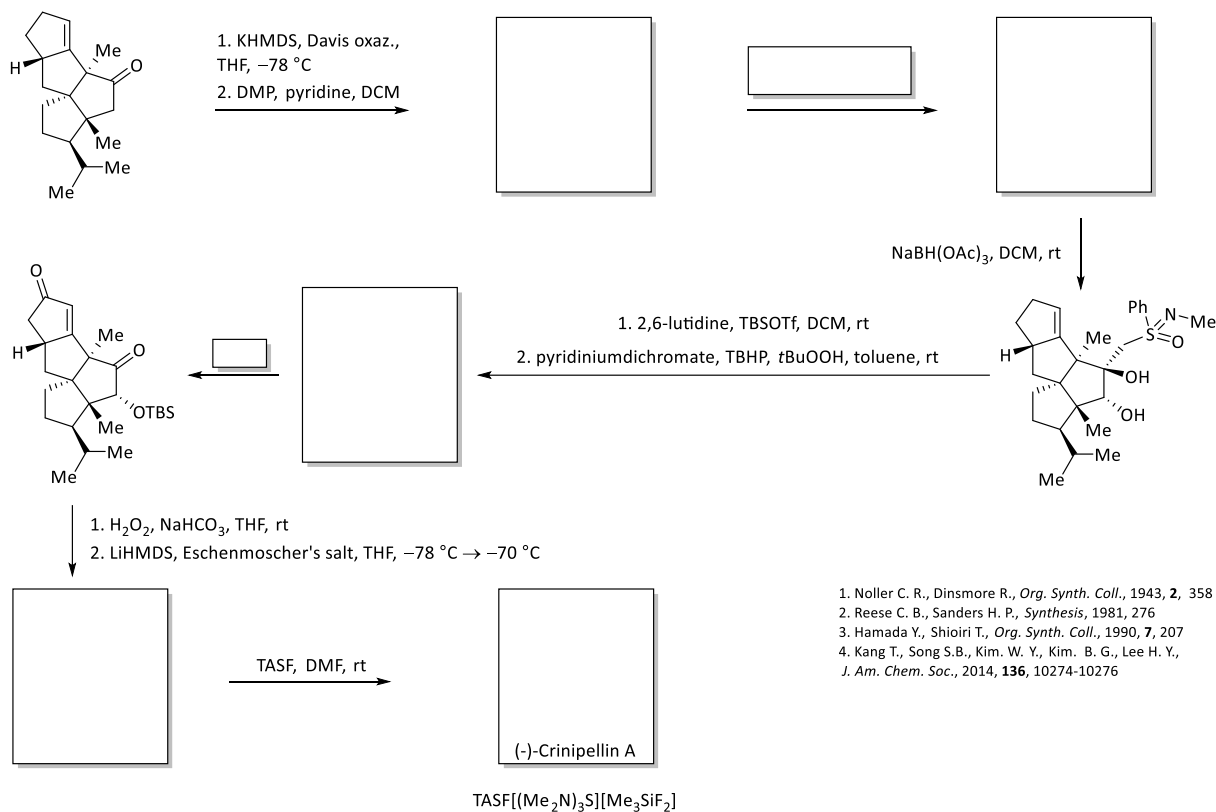 Me
O
H
Me
Me
Me
1. KHMDS, Davis oxaz.,
THF, −78 °C
2. DMP, pyridine, DCM
NaBH(OAc)3, DCM, rt
O
Me
O
H
OTBS
Me
Me
Me
1. 2,6-lutidine, TBSOTf, DCM, rt
2. pyridiniumdichromate, TBHP, tBuOOH, toluene, rt
Ph
N
Me
S
O
Me
H
OH
OH
Me
Me
Me
1. H2O2, NaHCO3, THF, rt
2. LiHMDS, Eschenmoscher's salt, THF, −78 °C → −70 °C
TASF, DMF, rt
(-)-Crinipellin A
TASF[(Me2N)3S][Me3SiF2]
1. Noller C. R., Dinsmore R., Org. Synth. Coll., 1943, 2, 358
2. Reese C. B., Sanders H. P., Synthesis, 1981, 276
3. Hamada Y., Shioiri T., Org. Synth. Coll., 1990, 7, 207
4. Kang T., Song S.B., Kim. W. Y., Kim. B. G., Lee H. Y.,
J. Am. Chem. Soc., 2014, 136, 10274-10276